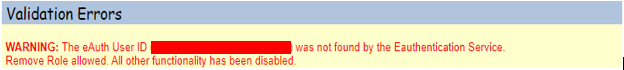 Validation Errors
WARNING: The eAuth User ID ) was not found by the Eauthentication Service.
Remove Role allowed. All other functionality has been disabled.